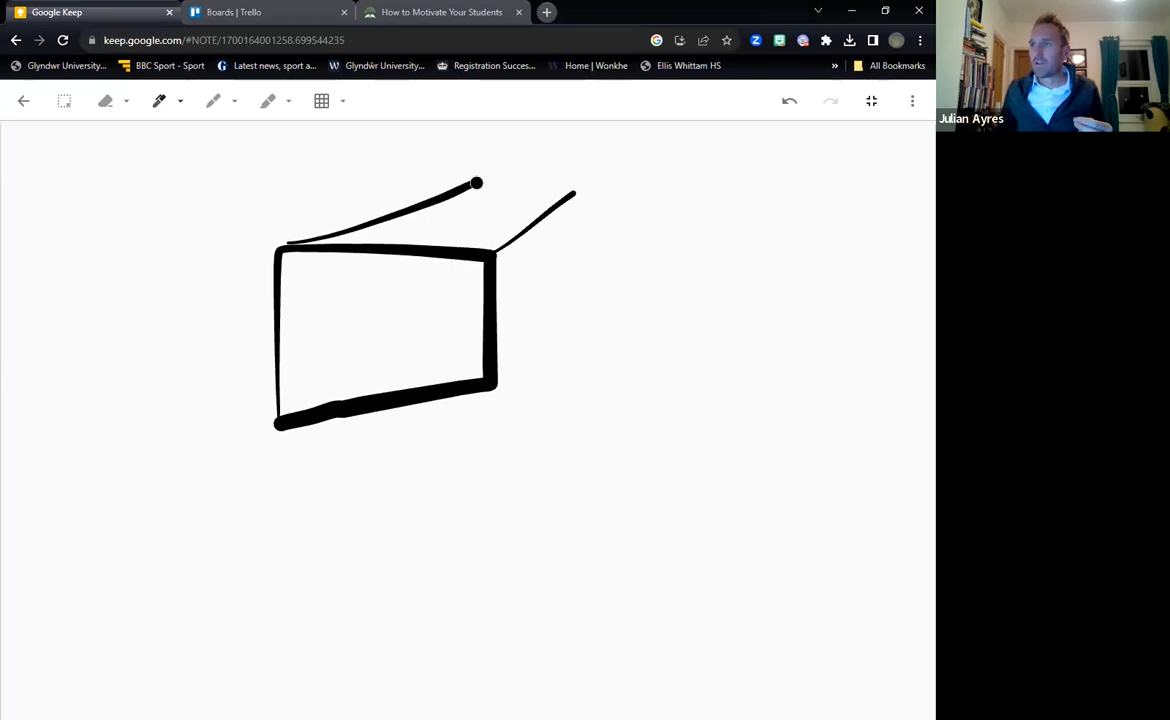 Google Keep
Boards | Trello
How to Motivate Your Students
keep.google.com/#NOTE/1700164001258.699544235
Glyndwr University...
BBC Sport - Sport
Latest news, sport a...
Glyndŵr University...
Registration Succes...
Home | Wonkhe
Ellis Whittam HS
»
All Bookmarks
Julian Ayres